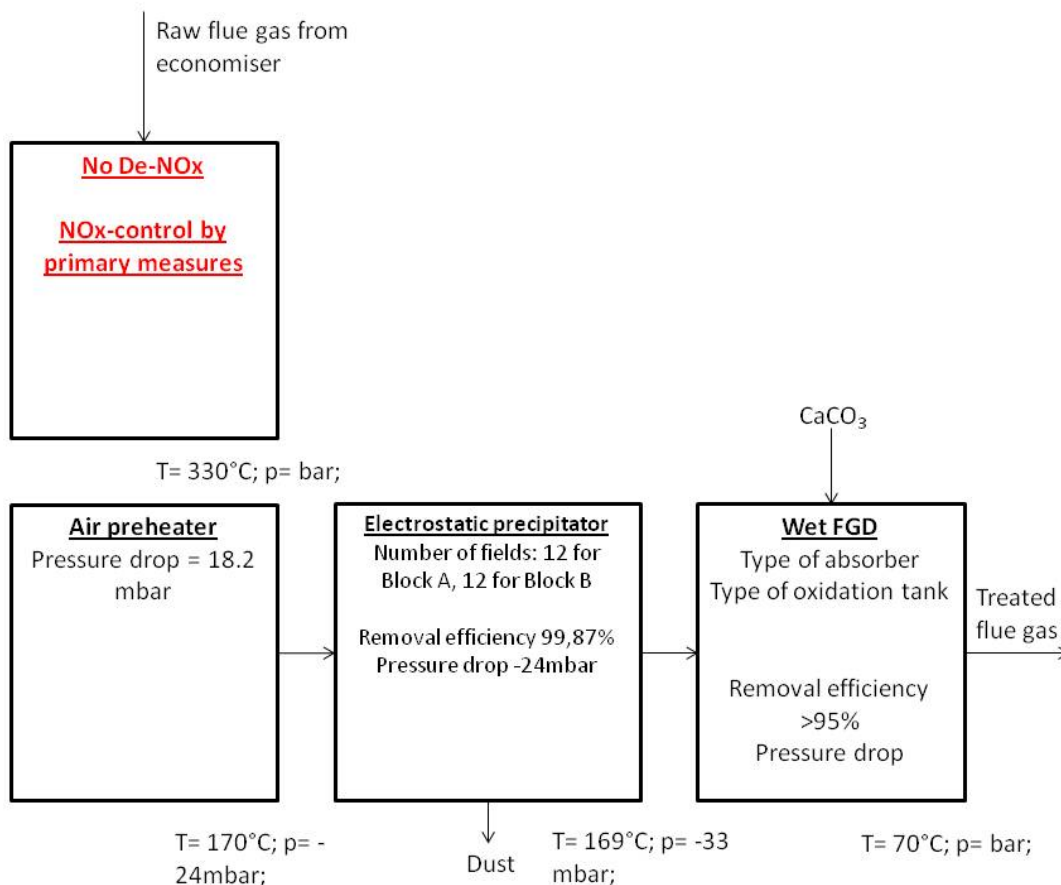 Raw flue gas from
economiser
No De-NOx
NOx-control by
primary measures
T= 330°C; p= bar;
CaCO₃
Air preheater
Pressure drop = 18.2
mbar
Electrostatic precipitator
Number of fields: 12 for
Block A, 12 for Block B
Removal efficiency 99,87%
Pressure drop -24mbar
Wet FGD
Type of absorber
Type of oxidation tank
Removal efficiency
>95%
Pressure drop
Treated
flue gas
T= 170°C; p= -
24mbar;
Dust
T= 169°C; p= -33
mbar;
T= 70°C; p= bar;